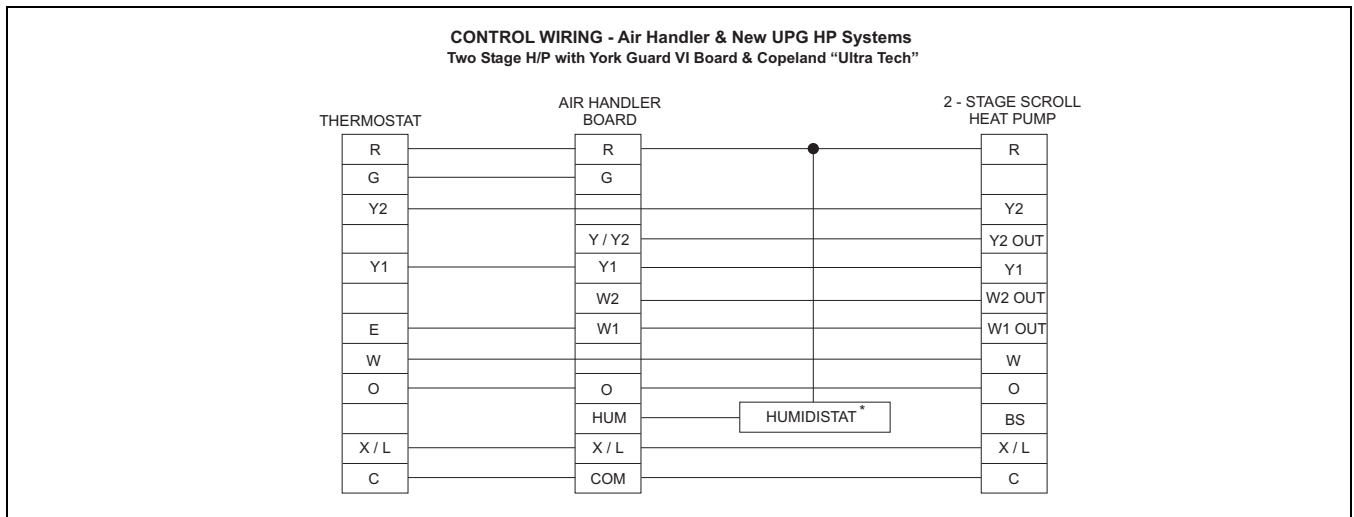 CONTROL WIRING - Air Handler & New UPG HP Systems
Two Stage H/P with York Guard VI Board & Copeland “Ultra Tech”
THERMOSTAT
AIR HANDLER
BOARD
2 - STAGE SCROLL
HEAT PUMP
R R R
G G
Y2 Y2
Y / Y2 Y2 OUT
Y1 Y1 Y1
W2 W2 OUT
E W1 W1 OUT
W W
O O O
HUM HUMIDISTAT * BS
X / L X / L X / L
C COM C